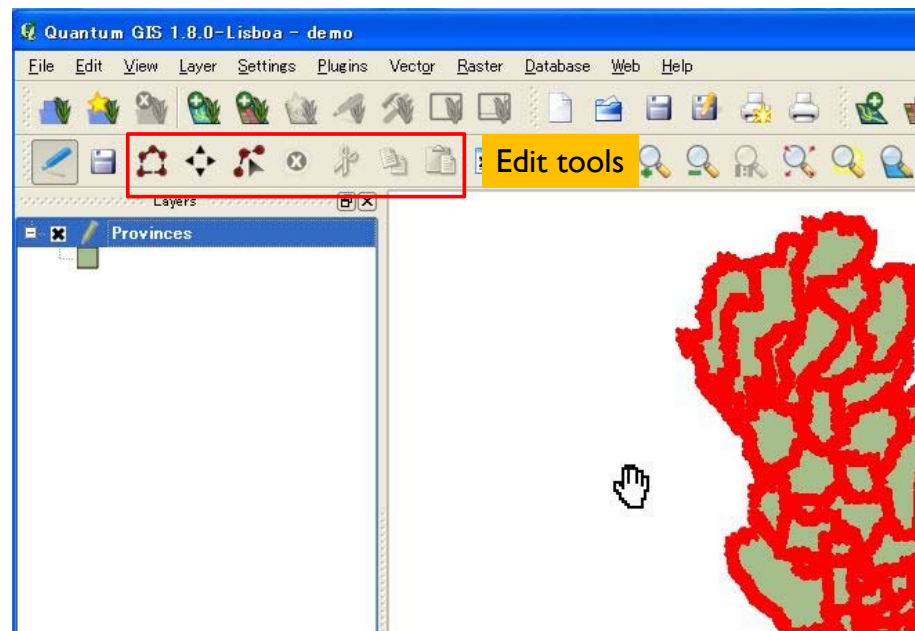 Quantum GIS 1.8.0-Lisboa - demo
File Edit View Layer Settings Plugins Vector Raster Database Web Help
Edit tools
Layers
Provinces